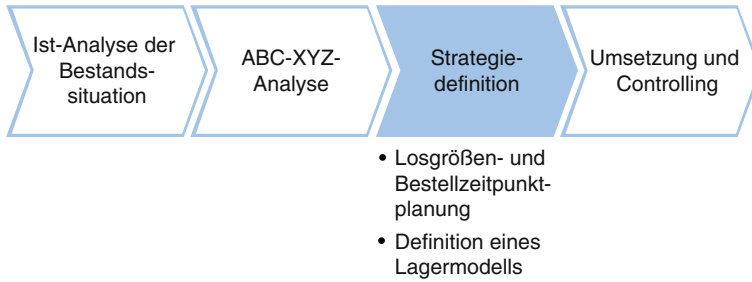 Ist-Analyse der
Bestands-
situation
ABC-XYZ-
Analyse
Strategie-
definition
Umsetzung und
Controlling
• Losgrößen- und
Bestellzeitpunkt-
planung
• Definition eines
Lagermodells